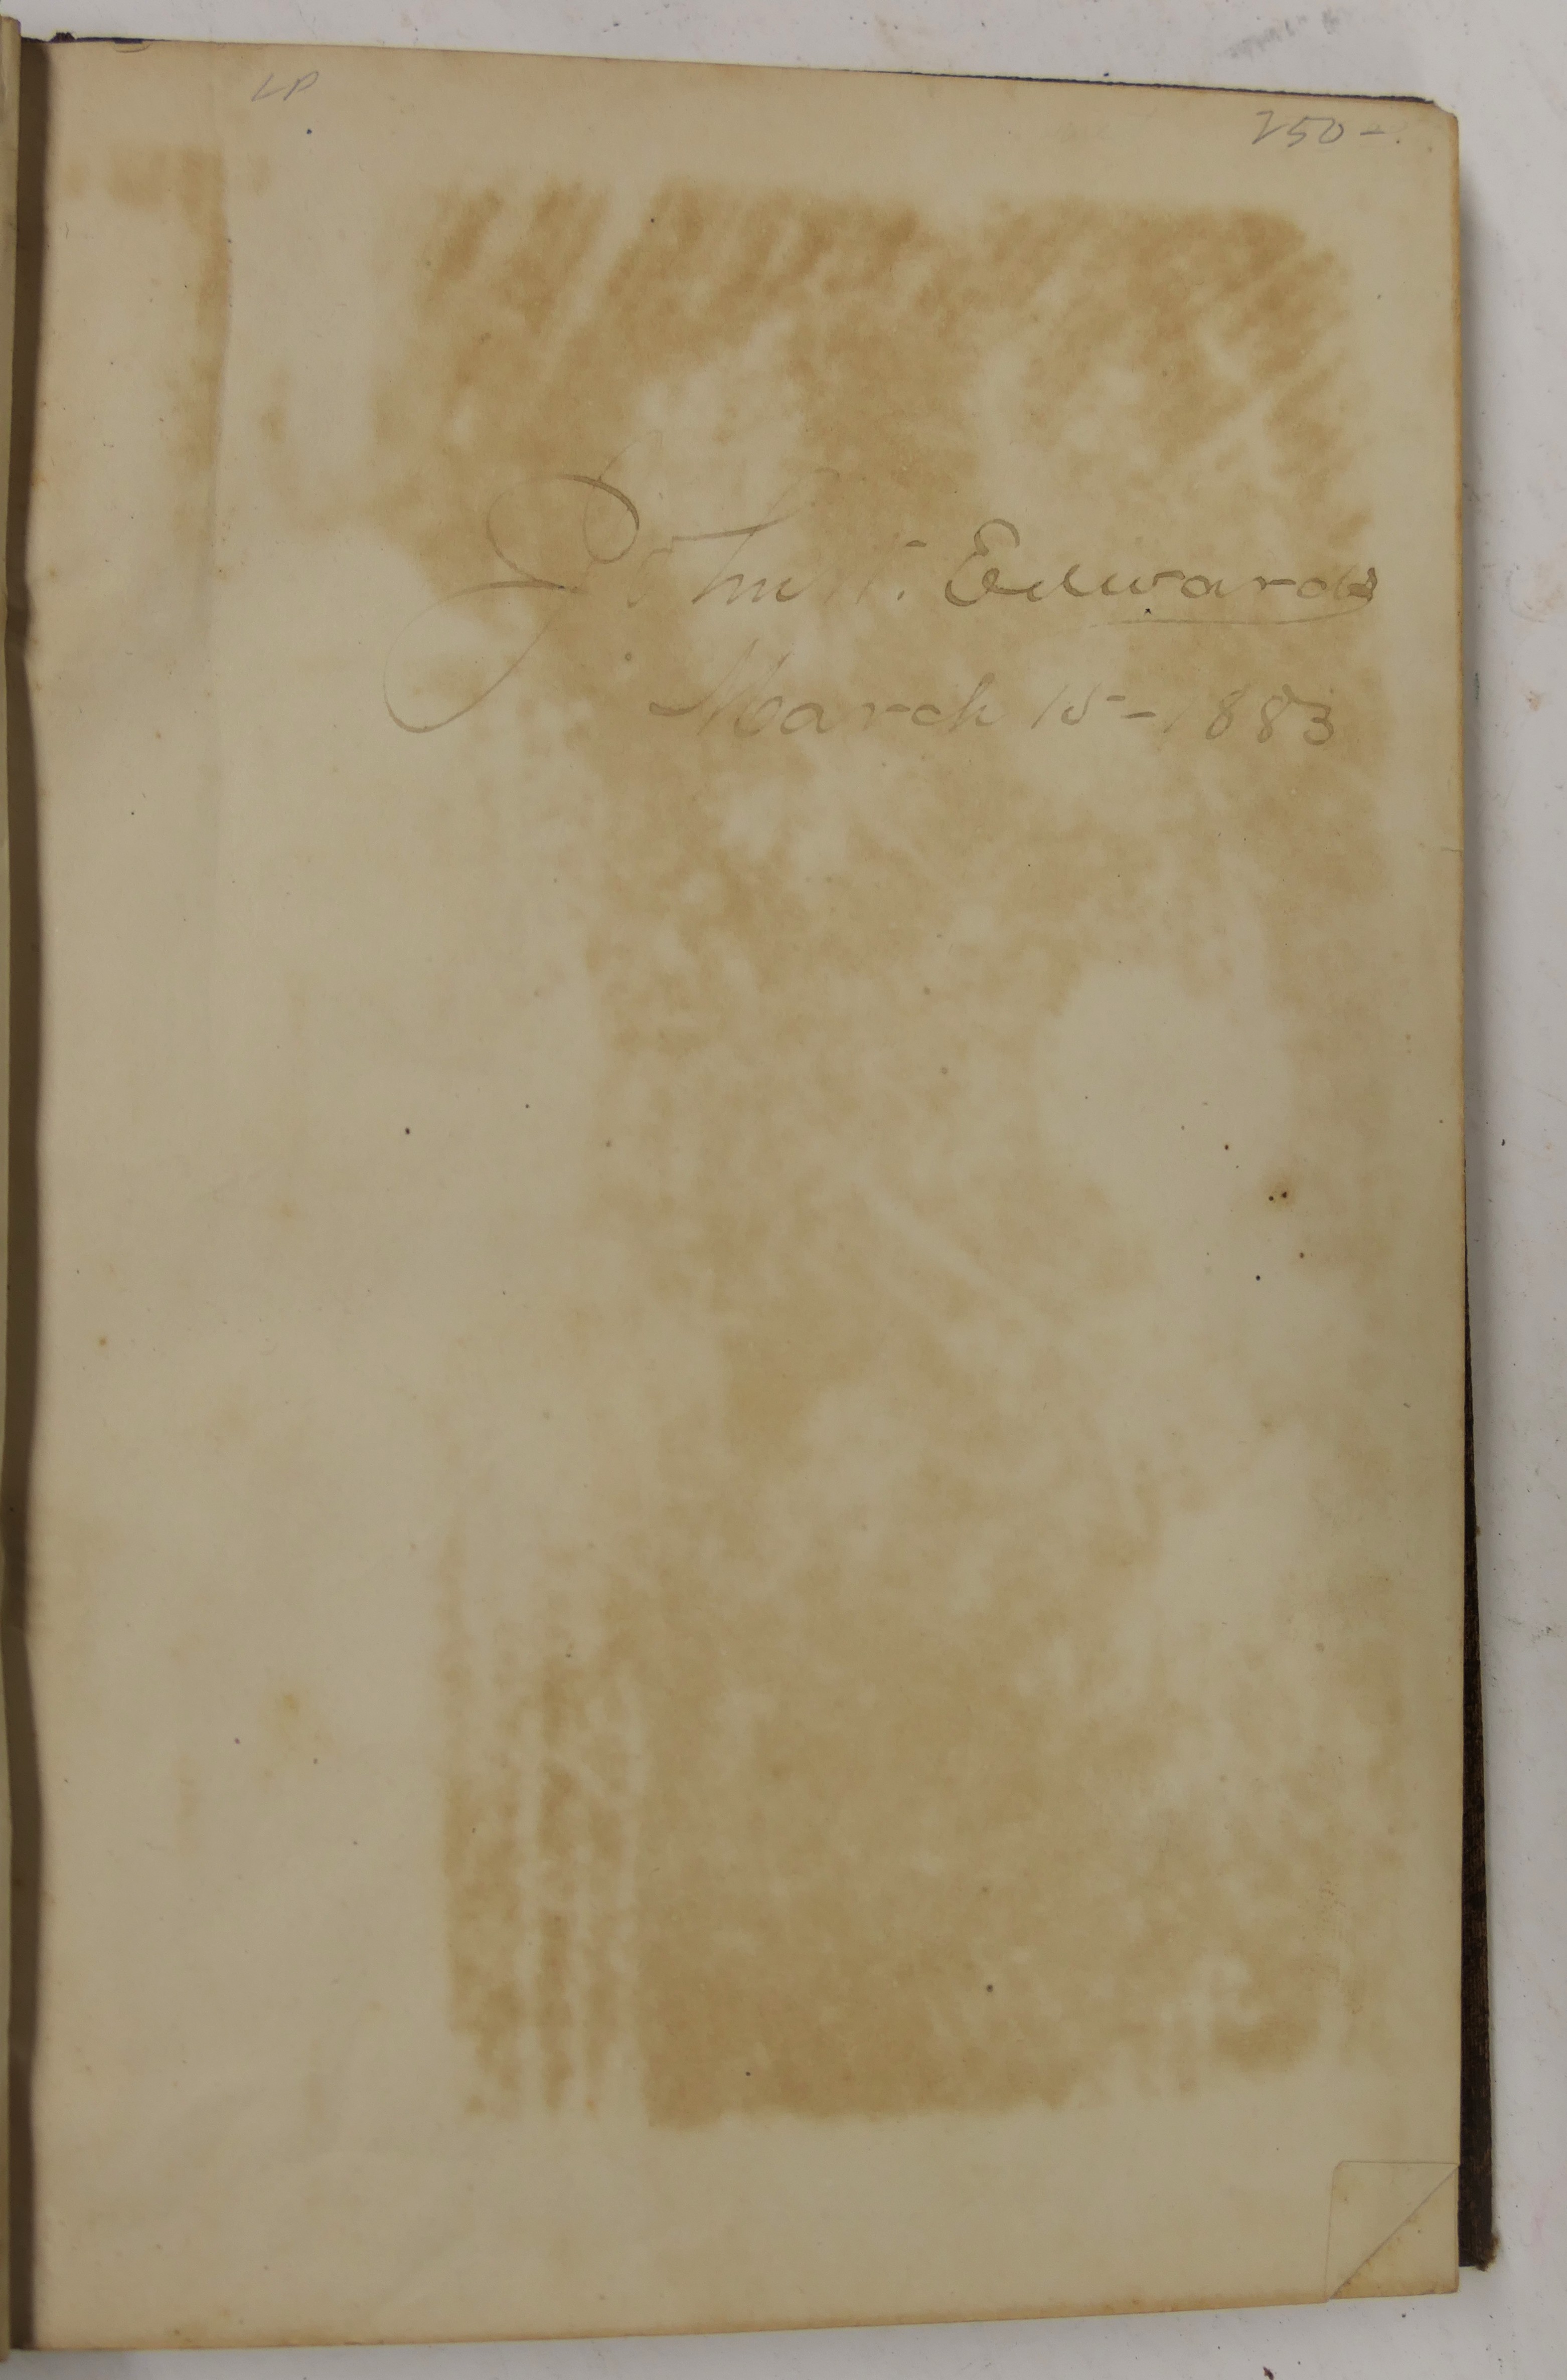 LP
250-
John Edwards
March 15-1883